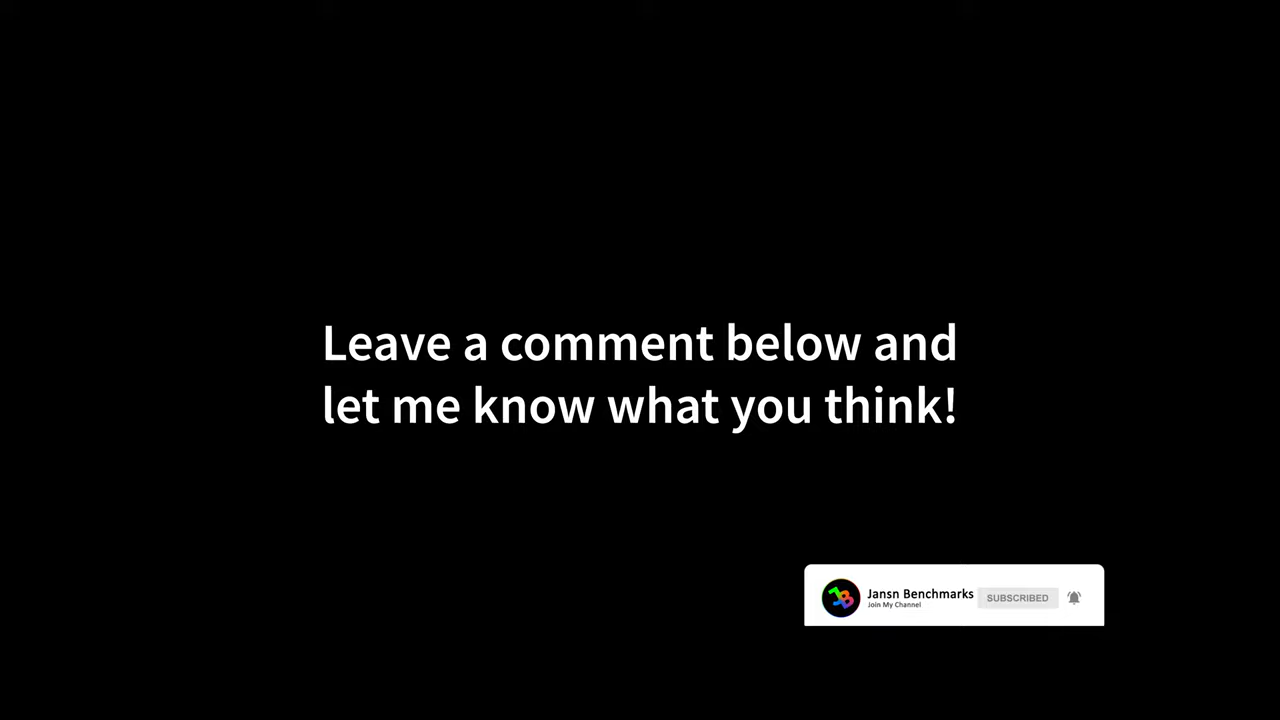 Leave a comment below and
let me know what you think!
Jansn Benchmarks
Join My Channel
SUBSCRIBED